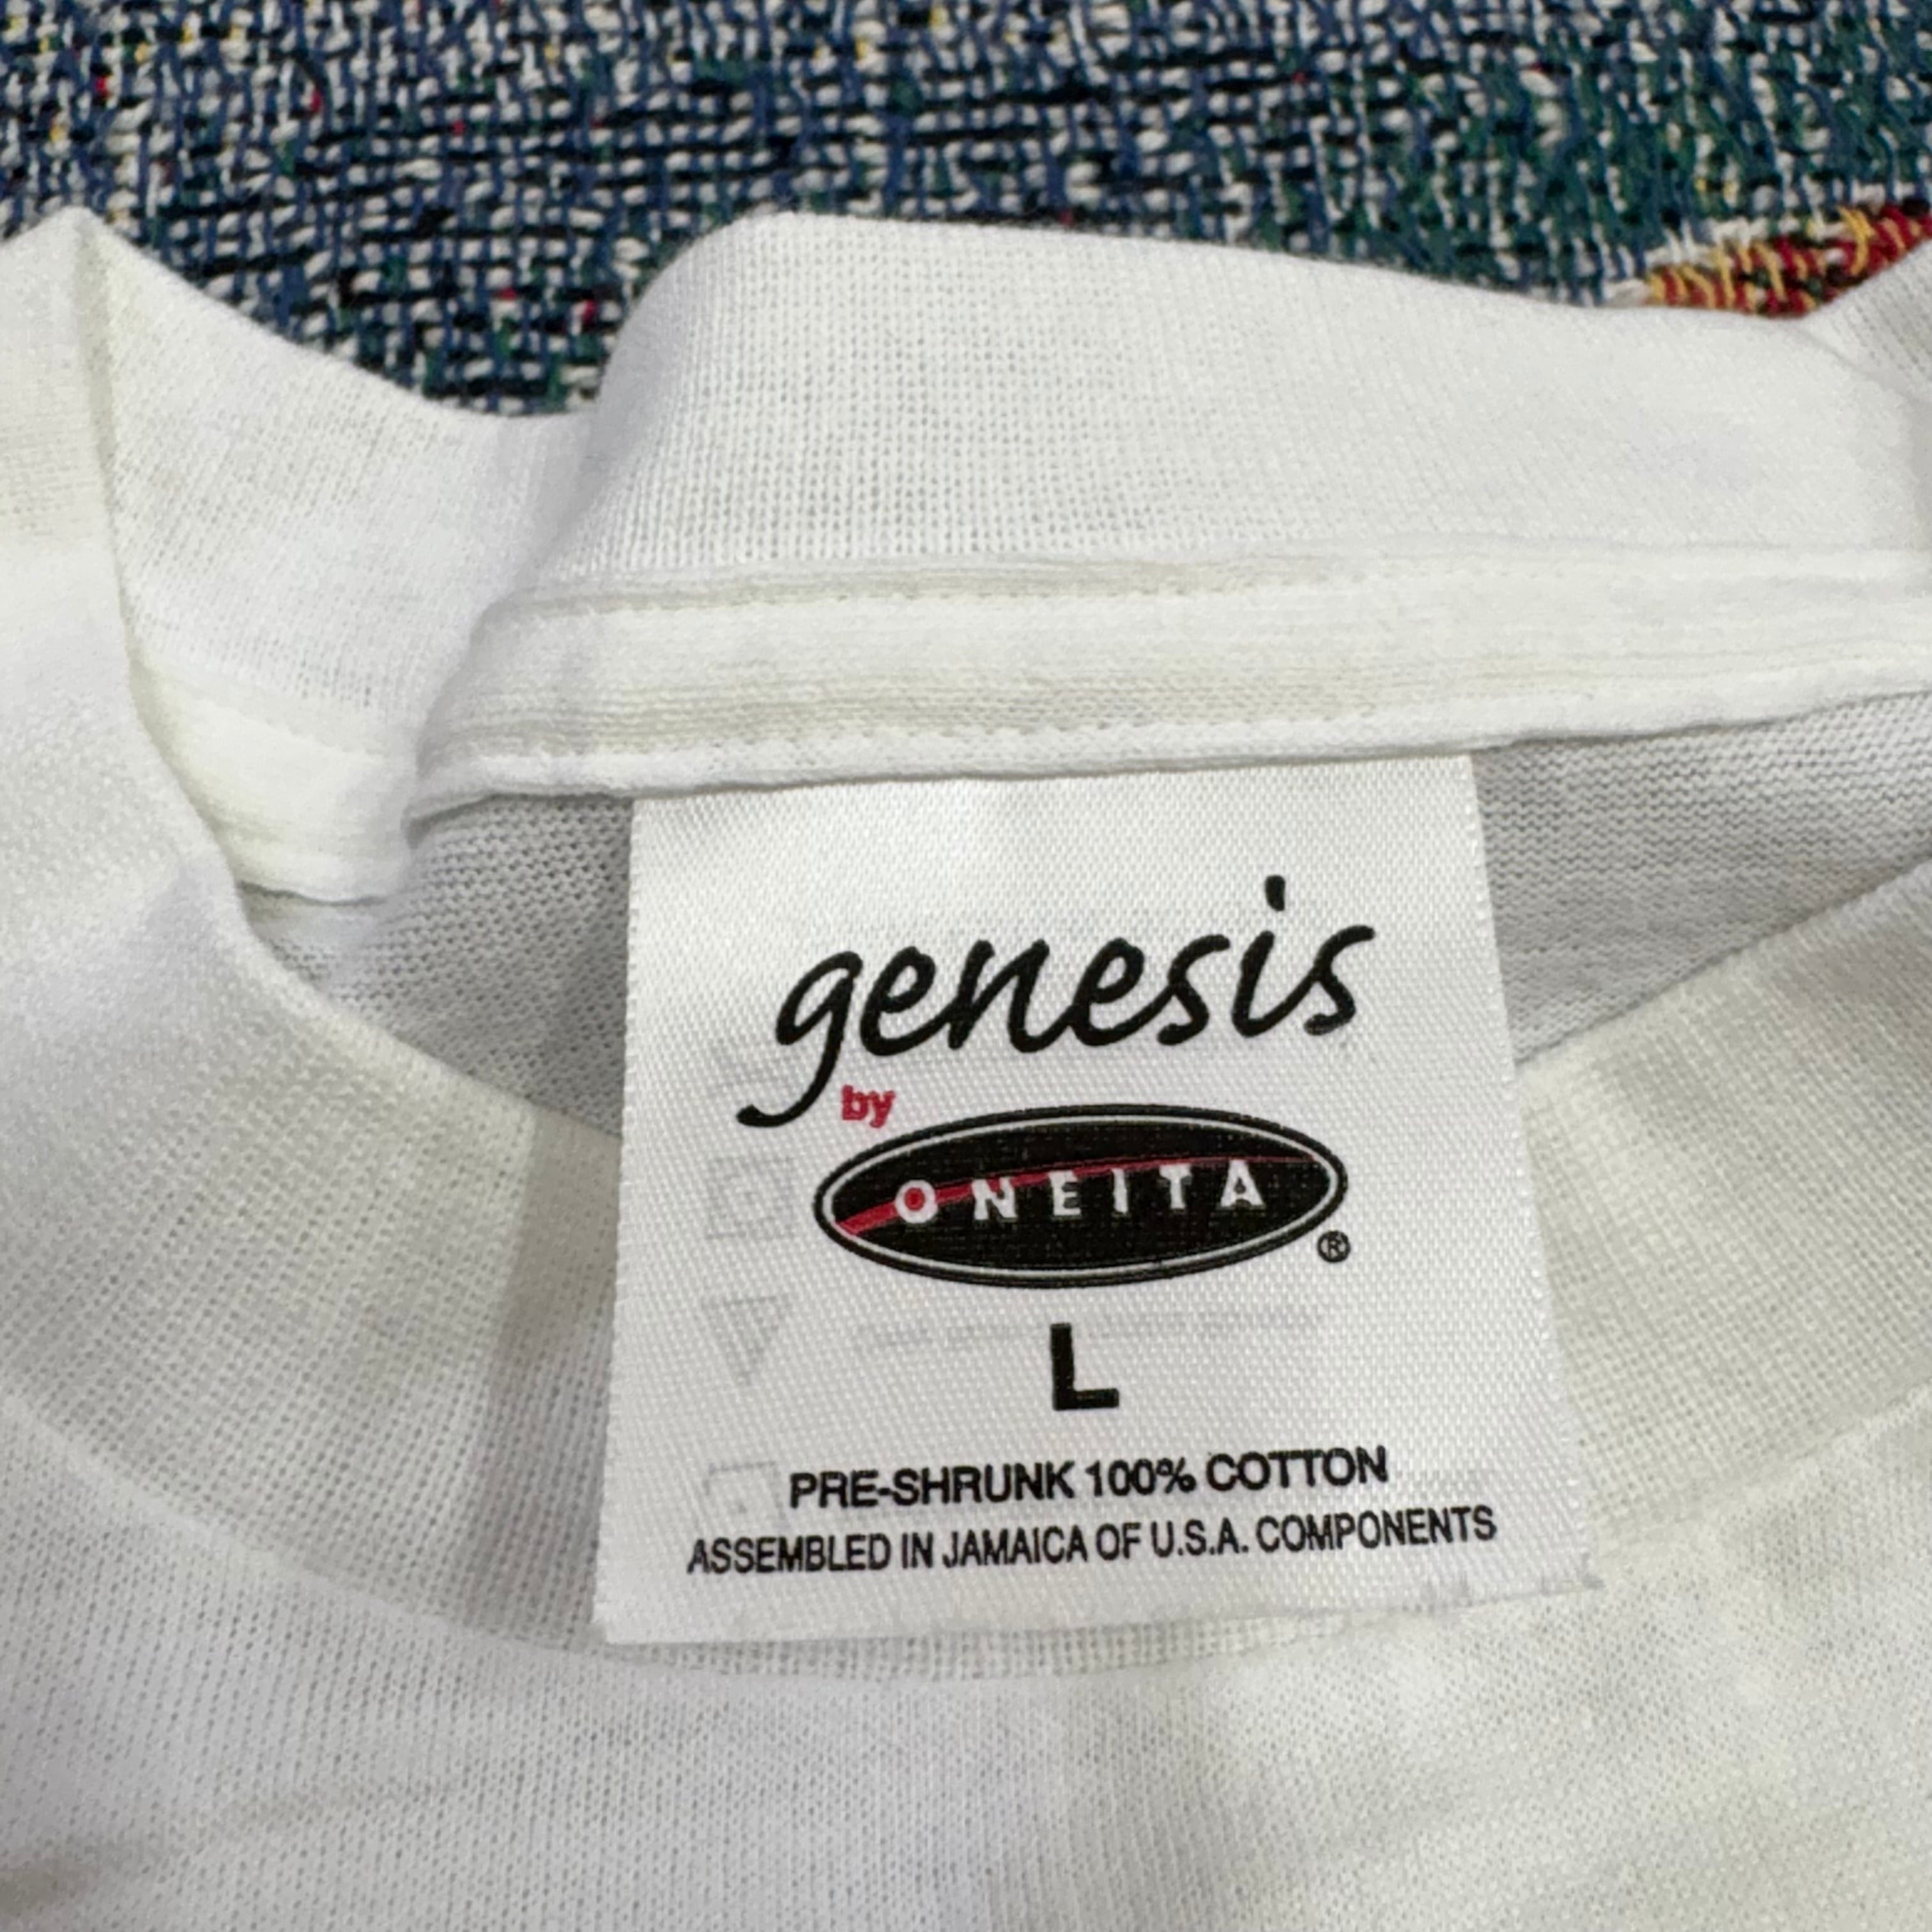 genesis
by
ONEITA
®
L
PRE-SHRUNK 100% COTTON
ASSEMBLED IN JAMAICA OF U.S.A. COMPONENTS